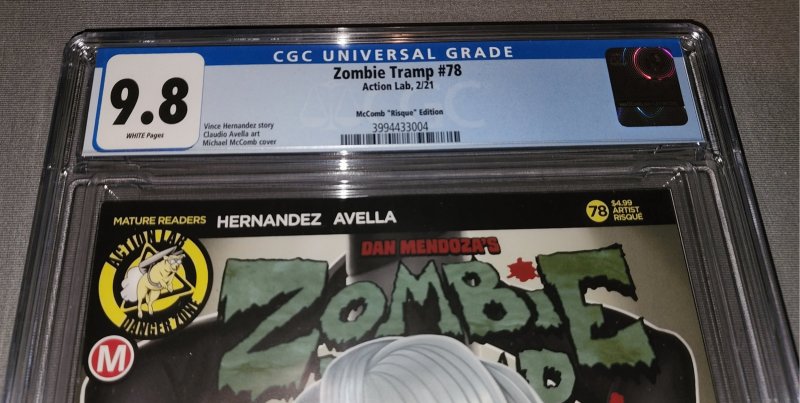 CGC UNIVERSAL GRADE
9.8
WHITE Pages
Zombie Tramp #78
Action Lab, 2/21
McComb "Risque" Edition
3994433004
Vince Hernandez story
Claudio Avella art
Michael McComb cover
MATURE READERS HERNANDEZ AVELLA
78 $4.99
ARTIST
RISQUÉ
ACTION LAB
DANGER ZONE
M
DAN MENDOZA'S
ZOMBIE